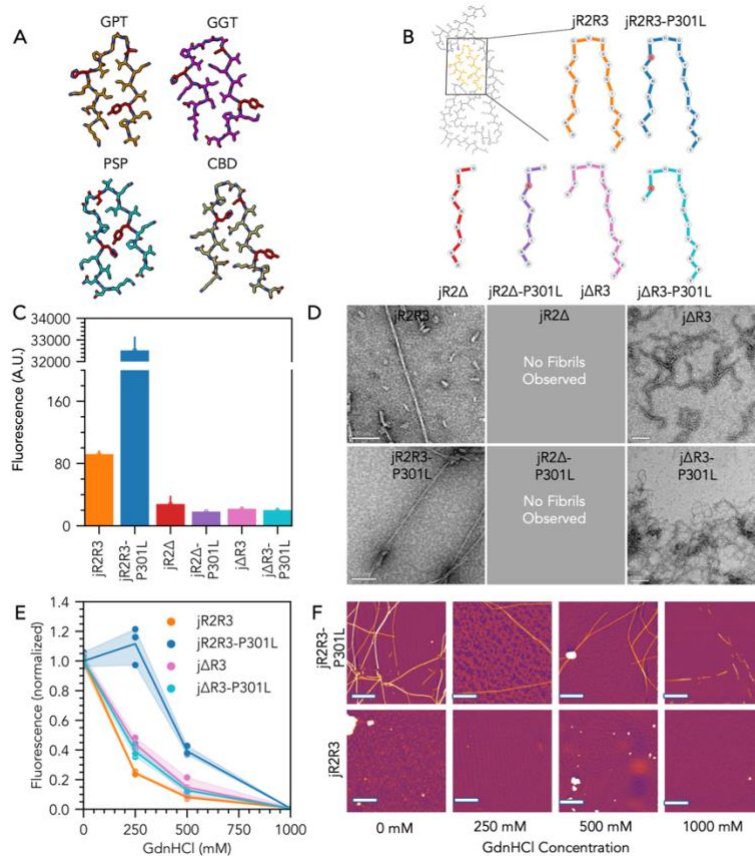 A
GPT
GGT
PSP
CBD
B
jR2R3
jR2R3-P301L
jR2Δ
jR2Δ-P301L
jΔR3
jΔR3-P301L
C
Fluorescence (A.U.)
34000
33000
32000
160
80
0
jR2R3
jR2R3-
P301L
jR2Δ
jR2Δ-
P301L
jΔR3
jΔR3-
P301L
D
jR2R3
jR2Δ
No Fibrils
Observed
jΔR3
jR2R3-
P301L
jR2Δ-
P301L
No Fibrils
Observed
jΔR3-
P301L
E
Fluorescence (normalized)
1.4
1.2
1.0
0.8
0.6
0.4
0.2
0.0
jR2R3
jR2R3-P301L
jΔR3
jΔR3-P301L
0
250
500
750
1000
GdnHCl (mM)
F
jR2R3-
P301L
jR2R3
0 mM
250 mM
500 mM
1000 mM
GdnHCl Concentration